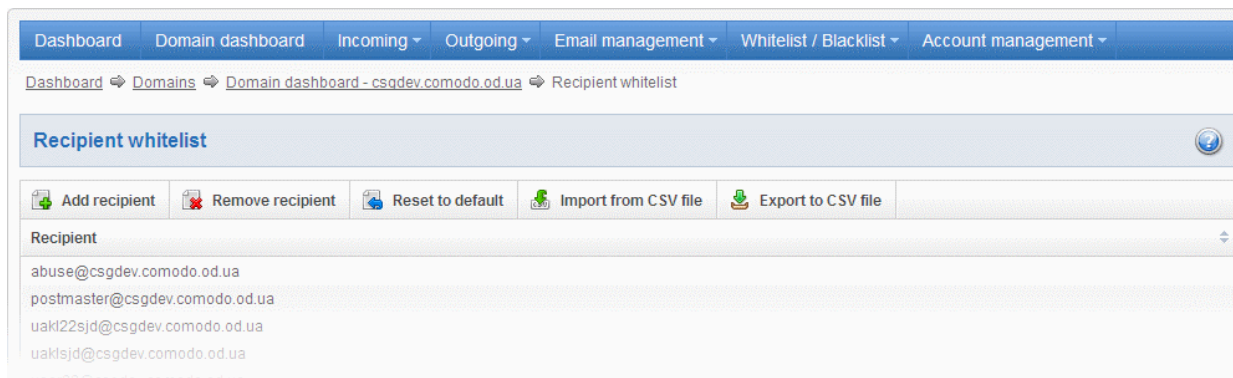 Dashboard Domain dashboard Incoming Outgoing Email management Whitelist / Blacklist Account management
Dashboard Domains Domain dashboard - csgdev.comodo.od.ua Recipient whitelist
Recipient whitelist
Add recipient Remove recipient Reset to default Import from CSV file Export to CSV file
Recipient
abuse@csgdev.comodo.od.ua
postmaster@csgdev.comodo.od.ua
uakl22sjd@csgdev.comodo.od.ua
uaklsjd@csgdev.comodo.od.ua